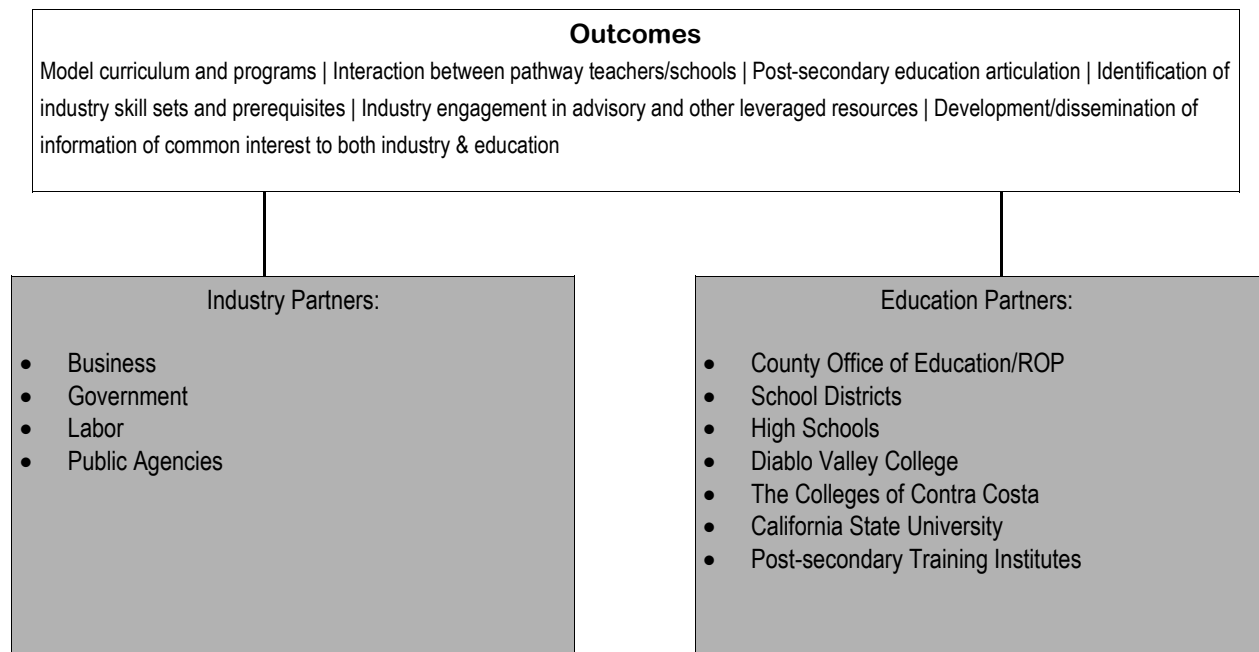 Outcomes
Model curriculum and programs | Interaction between pathway teachers/schools | Post-secondary education articulation | Identification of
industry skill sets and prerequisites | Industry engagement in advisory and other leveraged resources | Development/dissemination of
information of common interest to both industry & education
Industry Partners:
• Business
• Government
• Labor
• Public Agencies
Education Partners:
• County Office of Education/ROP
• School Districts
• High Schools
• Diablo Valley College
• The Colleges of Contra Costa
• California State University
• Post-secondary Training Institutes